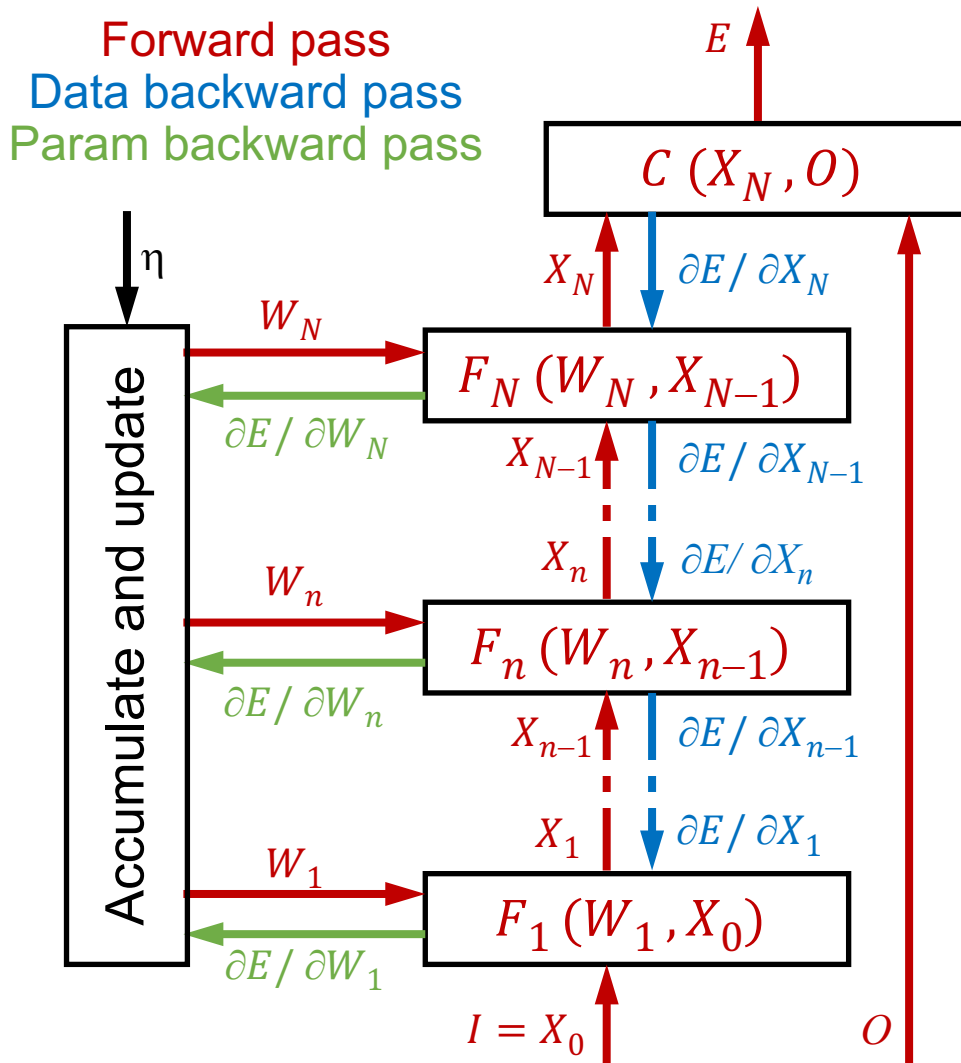 Forward pass
Data backward pass
Param backward pass
E
C (X_N , O)
η
X_N
∂E/ ∂X_N
W_N
F_N (W_N , X_{N−1})
∂E/ ∂W_N
X_{N−1}
∂E/ ∂X_{N−1}
Accumulate and update
X_n
∂E/ ∂X_n
W_n
F_n (W_n , X_{n−1})
∂E/ ∂W_n
X_{n−1}
∂E/ ∂X_{n−1}
X_1
∂E/ ∂X_1
W_1
F_1 (W_1 , X_0)
∂E/ ∂W_1
I = X_0
O